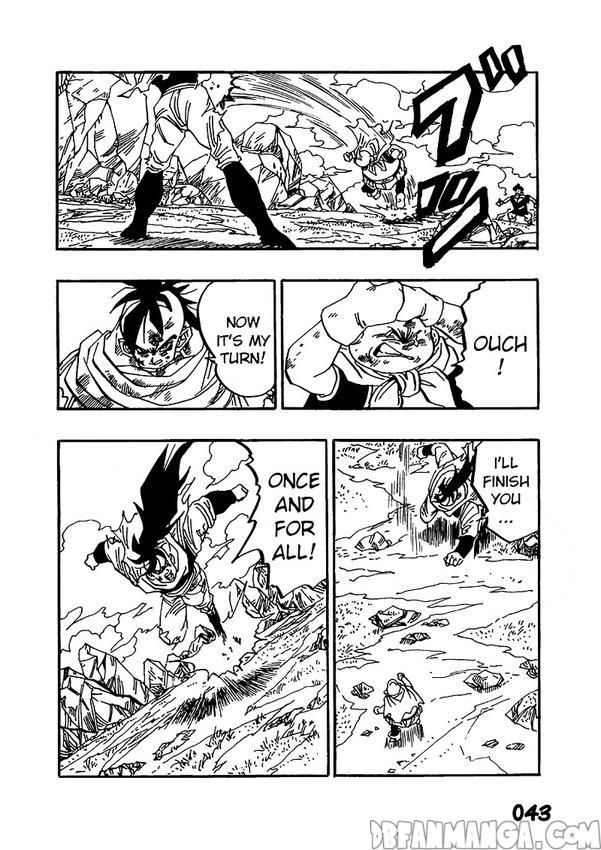 OUCH
!
NOW
IT'S MY
TURN!
I'LL
FINISH
YOU
...
ONCE
AND
FOR
ALL!
043
DBFANMANGA.COM